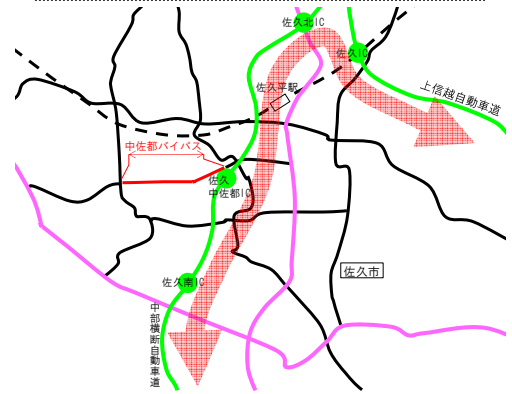 佐久北IC
佐久IC
佐久平駅
上信越自動車道
中佐都バイパス
佐久
中佐都IC
佐久市
佐久南IC
中部横断自動車道